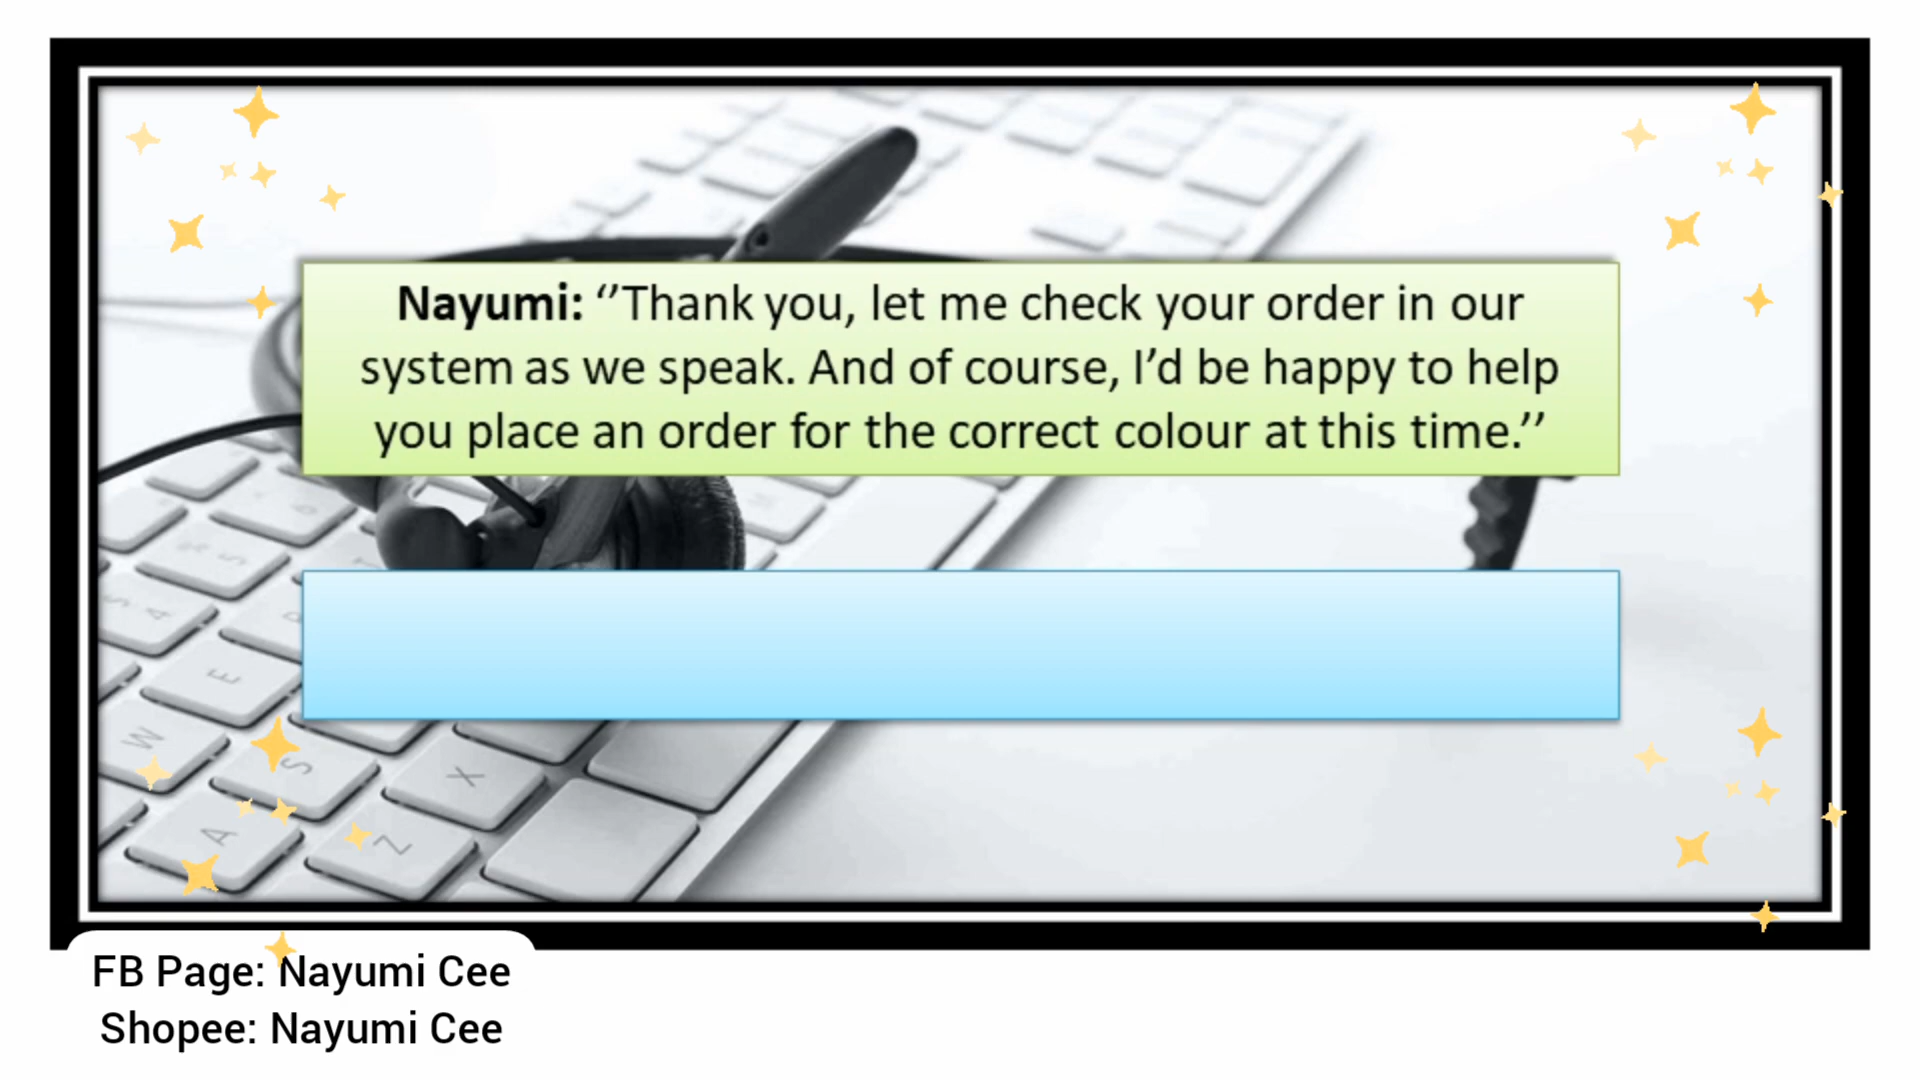 Nayumi: ‘’Thank you, let me check your order in our
system as we speak. And of course, I’d be happy to help
you place an order for the correct colour at this time.’’
FB Page: Nayumi Cee
Shopee: Nayumi Cee